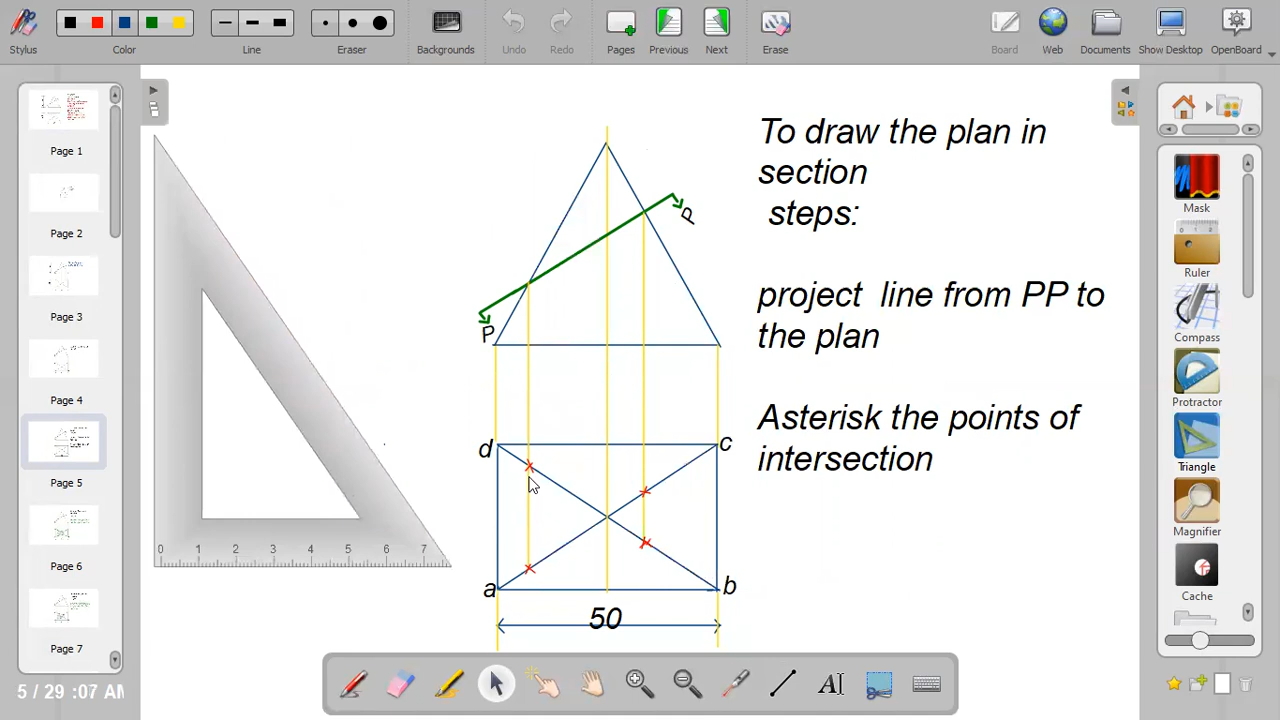 Stylus
Color
Line
Eraser
Backgrounds
Undo
Redo
Pages
Previous
Next
Erase
Board
Web
Documents
Show Desktop
OpenBoard
Page 1
Page 2
Page 3
Page 4
Page 5
Page 6
Page 7
5 / 29 :07 AM
0 1 2 3 4 5 6 7
P
P
d
c
a
b
50
To draw the plan in
section
steps:
project line from PP to
the plan
Asterisk the points of
intersection
Mask
Ruler
Compass
Protractor
Triangle
Magnifier
Cache